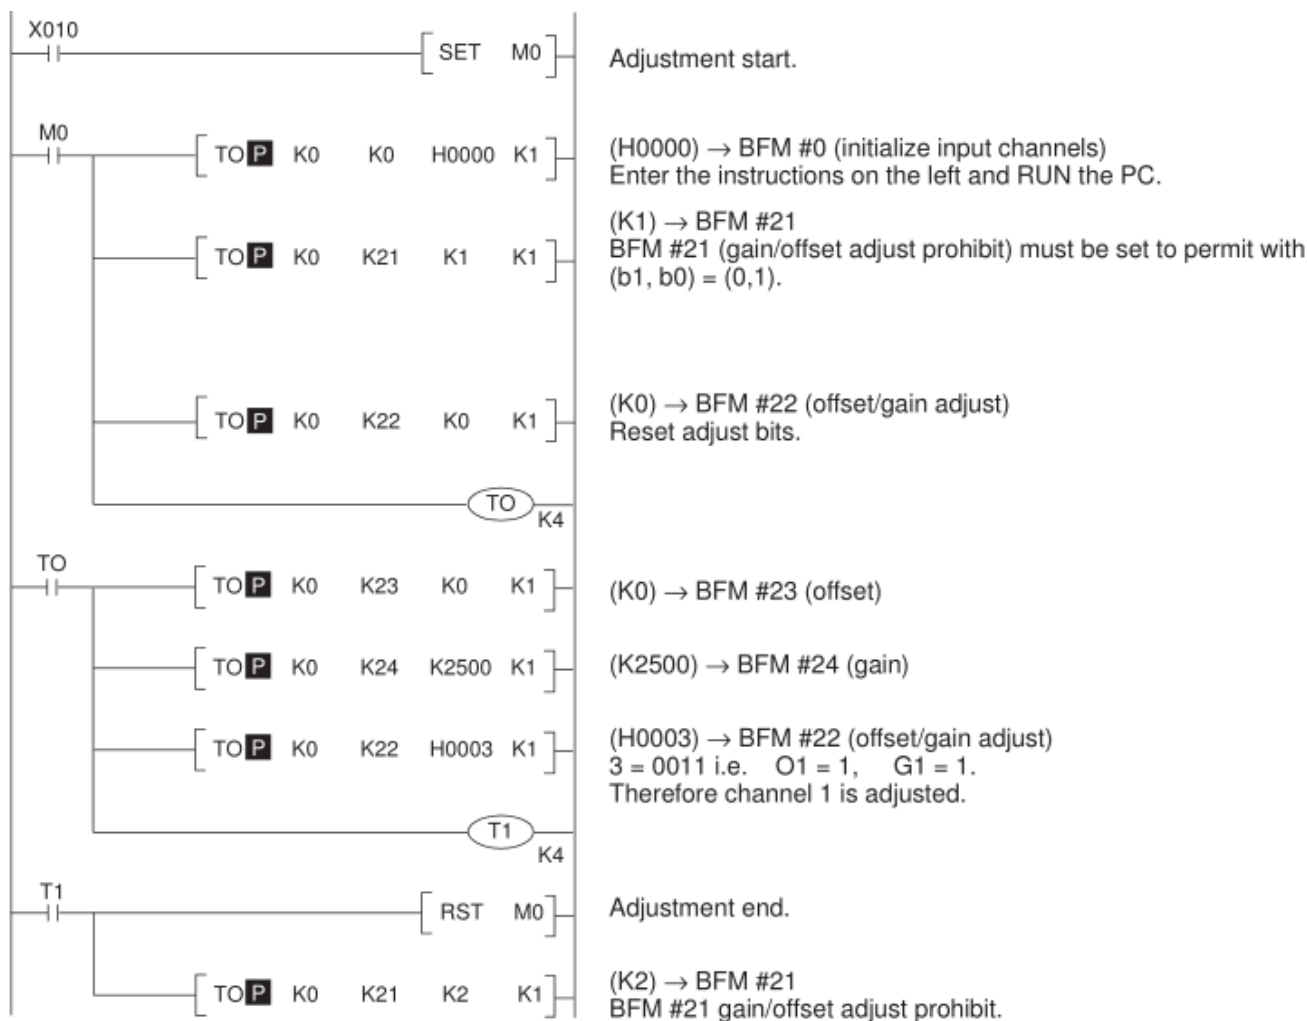 X010
SET M0
Adjustment start.
M0
TO P K0 K0 H0000 K1
(H0000) → BFM #0 (initialize input channels)
Enter the instructions on the left and RUN the PC.
(K1) → BFM #21
TO P K0 K21 K1 K1
BFM #21 (gain/offset adjust prohibit) must be set to permit with
(b1, b0) = (0,1).
TO P K0 K22 K0 K1
(K0) → BFM #22 (offset/gain adjust)
Reset adjust bits.
TO
K4
TO
TO P K0 K23 K0 K1
(K0) → BFM #23 (offset)
TO P K0 K24 K2500 K1
(K2500) → BFM #24 (gain)
TO P K0 K22 H0003 K1
(H0003) → BFM #22 (offset/gain adjust)
3 = 0011 i.e. O1 = 1, G1 = 1.
Therefore channel 1 is adjusted.
T1
K4
T1
RST M0
Adjustment end.
TO P K0 K21 K2 K1
(K2) → BFM #21
BFM #21 gain/offset adjust prohibit.